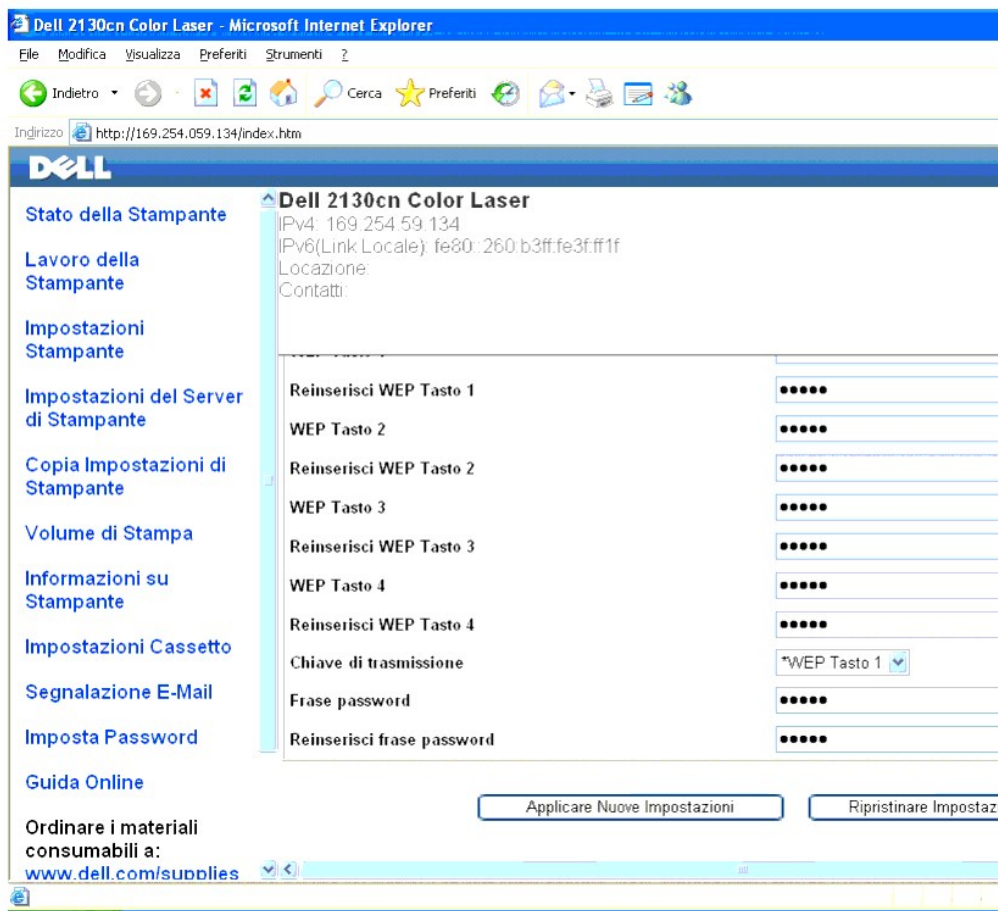 Dell 2130cn Color Laser - Microsoft Internet Explorer
File Modifica Visualizza Preferiti Strumenti ?
Indietro Cerca Preferiti
Indirizzo http://169.254.059.134/index.htm
DELL
Stato della Stampante
Lavoro della
Stampante
Impostazioni
Stampante
Impostazioni del Server
di Stampante
Copia Impostazioni di
Stampante
Volume di Stampa
Informazioni su
Stampante
Impostazioni Cassetto
Segnalazione E-Mail
Imposta Password
Guida Online
Ordinare i materiali
consumabili a:
www.dell.com/supplies
Dell 2130cn Color Laser
IPv4: 169.254.59.134
IPv6(Link Locale): fe80::260:b3ff:fe3f:ff1f
Locazione:
Contatti:
Reinserisci WEP Tasto 1 •••••
WEP Tasto 2 •••••
Reinserisci WEP Tasto 2 •••••
WEP Tasto 3 •••••
Reinserisci WEP Tasto 3 •••••
WEP Tasto 4 •••••
Reinserisci WEP Tasto 4 •••••
Chiave di trasmissione *WEP Tasto 1
Frase password •••••
Reinserisci frase password •••••
Applicare Nuove Impostazioni Ripristinare Impostaz